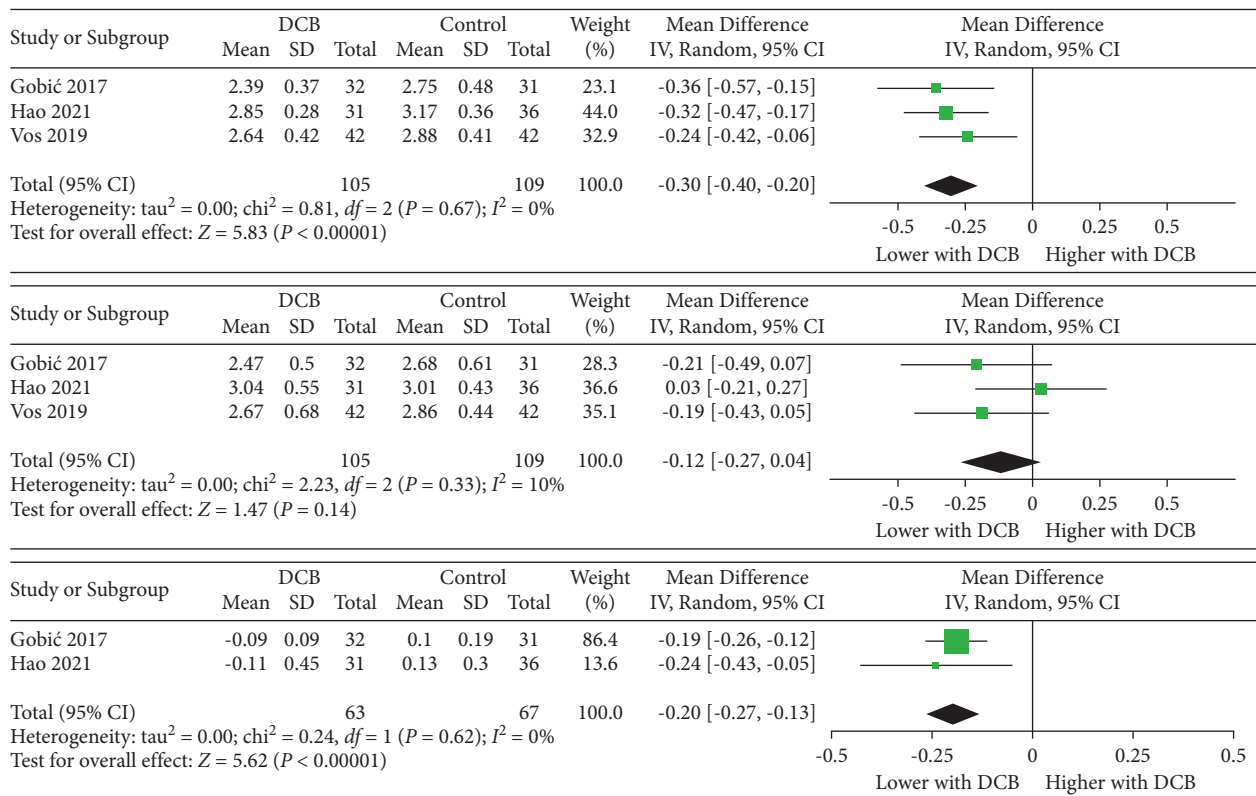 Study or Subgroup DCB Control Weight Mean Difference Mean Difference
Mean SD Total Mean SD Total (%) IV, Random, 95% CI IV, Random, 95% CI
Gobić 2017 2.39 0.37 32 2.75 0.48 31 23.1 -0.36 [-0.57, -0.15]
Hao 2021 2.85 0.28 31 3.17 0.36 36 44.0 -0.32 [-0.47, -0.17]
Vos 2019 2.64 0.42 42 2.88 0.41 42 32.9 -0.24 [-0.42, -0.06]
Total (95% CI) 105 109 100.0 -0.30 [-0.40, -0.20]
Heterogeneity: tau² = 0.00; chi² = 0.81, df = 2 (P = 0.67); I² = 0%
Test for overall effect: Z = 5.83 (P < 0.00001)
-0.5 -0.25 0 0.25 0.5
Lower with DCB Higher with DCB
Study or Subgroup DCB Control Weight Mean Difference Mean Difference
Mean SD Total Mean SD Total (%) IV, Random, 95% CI IV, Random, 95% CI
Gobić 2017 2.47 0.5 32 2.68 0.61 31 28.3 -0.21 [-0.49, 0.07]
Hao 2021 3.04 0.55 31 3.01 0.43 36 36.6 0.03 [-0.21, 0.27]
Vos 2019 2.67 0.68 42 2.86 0.44 42 35.1 -0.19 [-0.43, 0.05]
Total (95% CI) 105 109 100.0 -0.12 [-0.27, 0.04]
Heterogeneity: tau² = 0.00; chi² = 2.23, df = 2 (P = 0.33); I² = 10%
Test for overall effect: Z = 1.47 (P = 0.14)
-0.5 -0.25 0 0.25 0.5
Lower with DCB Higher with DCB
Study or Subgroup DCB Control Weight Mean Difference Mean Difference
Mean SD Total Mean SD Total (%) IV, Random, 95% CI IV, Random, 95% CI
Gobić 2017 -0.09 0.09 32 0.1 0.19 31 86.4 -0.19 [-0.26, -0.12]
Hao 2021 -0.11 0.45 31 0.13 0.3 36 13.6 -0.24 [-0.43, -0.05]
Total (95% CI) 63 67 100.0 -0.20 [-0.27, -0.13]
Heterogeneity: tau² = 0.00; chi² = 0.24, df = 1 (P = 0.62); I² = 0%
Test for overall effect: Z = 5.62 (P < 0.00001)
-0.5 -0.25 0 0.25 0.5
Lower with DCB Higher with DCB